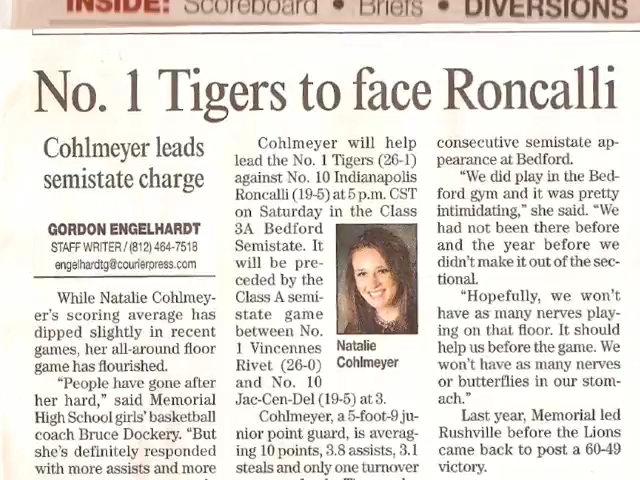 INSIDE: Scoreboard • Briefs • DIVERSIONS
No. 1 Tigers to face Roncalli
Cohlmeyer leads
semistate charge
GORDON ENGELHARDT
STAFF WRITER / (812) 464-7518
engelhardtg@courierpress.com
While Natalie Cohlmey-
er's scoring average has
dipped slightly in recent
games, her all-around floor
game has flourished.
"People have gone after
her hard," said Memorial
High School girls' basketball
coach Bruce Dockery. "But
she's definitely responded
with more assists and more
Cohlmeyer will help
lead the No. 1 Tigers (26-1)
against No. 10 Indianapolis
Roncalli (19-5) at 5 p.m. CST
on Saturday in the Class
3A Bedford
Semistate. It
will be pre-
ceded by the
Class A semi-
state game
between No.
1 Vincennes
Rivet (26-0)
and No. 10
Jac-Cen-Del (19-5) at 3.
Natalie
Cohlmeyer
Cohlmeyer, a 5-foot-9 ju-
nior point guard, is averag-
ing 10 points, 3.8 assists, 3.1
steals and only one turnover
consecutive semistate ap-
pearance at Bedford.
"We did play in the Bed-
ford gym and it was pretty
intimidating," she said. "We
had not been there before
and the year before we
didn't make it out of the sec-
tional.
"Hopefully, we won't
have as many nerves play-
ing on that floor. It should
help us before the game. We
won't have as many nerves
or butterflies in our stom-
ach."
Last year, Memorial led
Rushville before the Lions
came back to post a 60-49
victory.